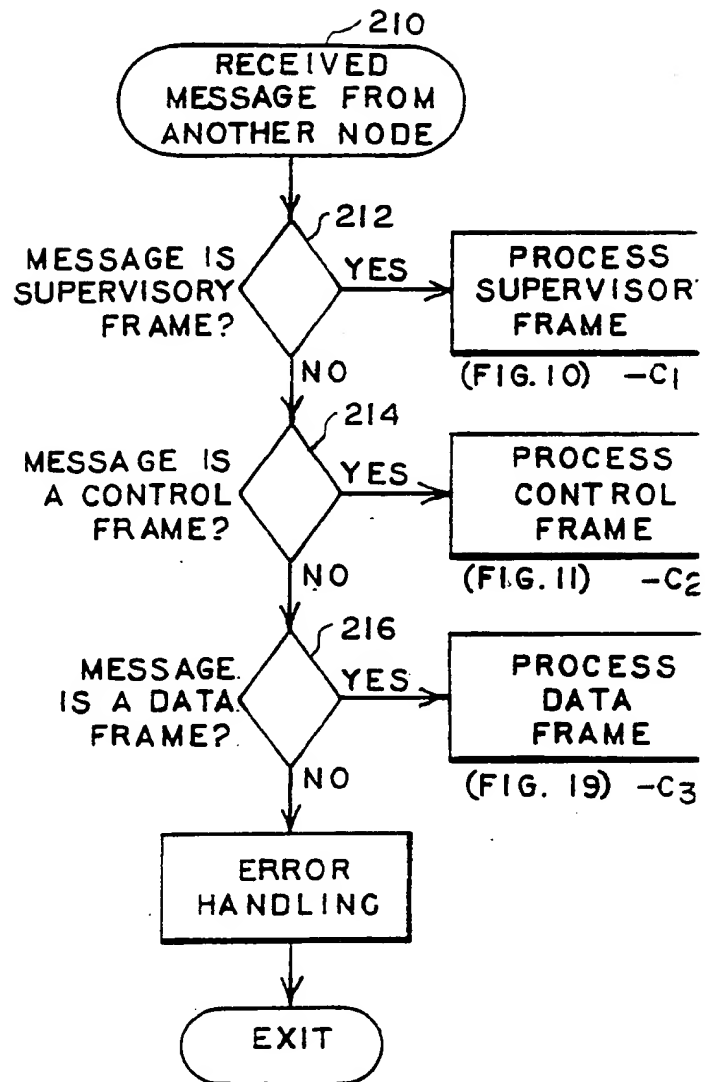 210
RECEIVED
MESSAGE FROM
ANOTHER NODE
212
MESSAGE IS
SUPERVISORY
FRAME?
YES
PROCESS
SUPERVISOR
FRAME
(FIG. 10) -C1
NO
214
MESSAGE IS
A CONTROL
FRAME?
YES
PROCESS
CONTROL
FRAME
(FIG. 11) -C2
NO
216
MESSAGE
IS A DATA
FRAME?
YES
PROCESS
DATA
FRAME
(FIG. 19) -C3
NO
ERROR
HANDLING
EXIT